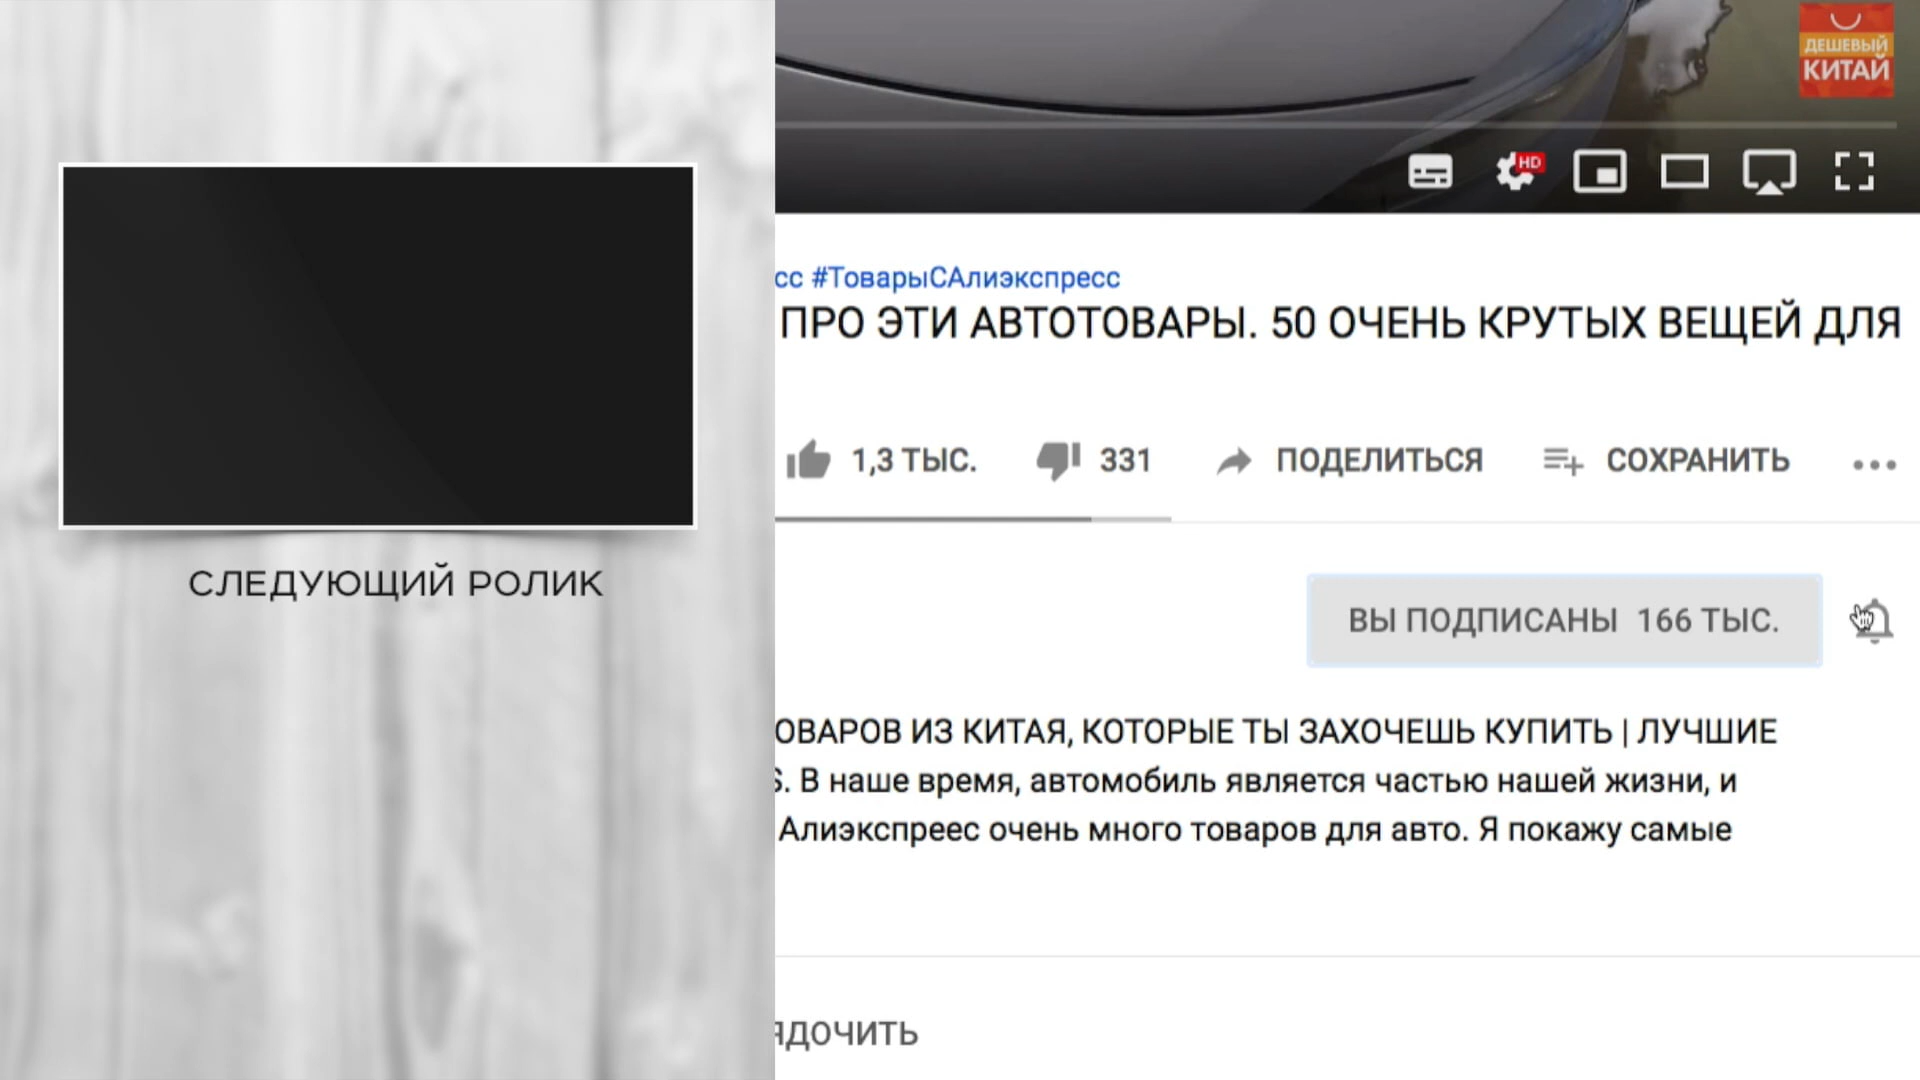 СЛЕДУЮЩИЙ РОЛИК
ДЕШЕВЫЙ
КИТАЙ
HD
сс #ТоварыСАлиэкспресс
ПРО ЭТИ АВТОТОВАРЫ. 50 ОЧЕНЬ КРУТЫХ ВЕЩЕЙ ДЛЯ
1,3 ТЫС. 331 ПОДЕЛИТЬСЯ СОХРАНИТЬ
ВЫ ПОДПИСАНЫ 166 ТЫС.
ОВАРОВ ИЗ КИТАЯ, КОТОРЫЕ ТЫ ЗАХОЧЕШЬ КУПИТЬ | ЛУЧШИЕ
S. В наше время, автомобиль является частью нашей жизни, и
Алиэкспреес очень много товаров для авто. Я покажу самые
ЯДОЧИТЬ